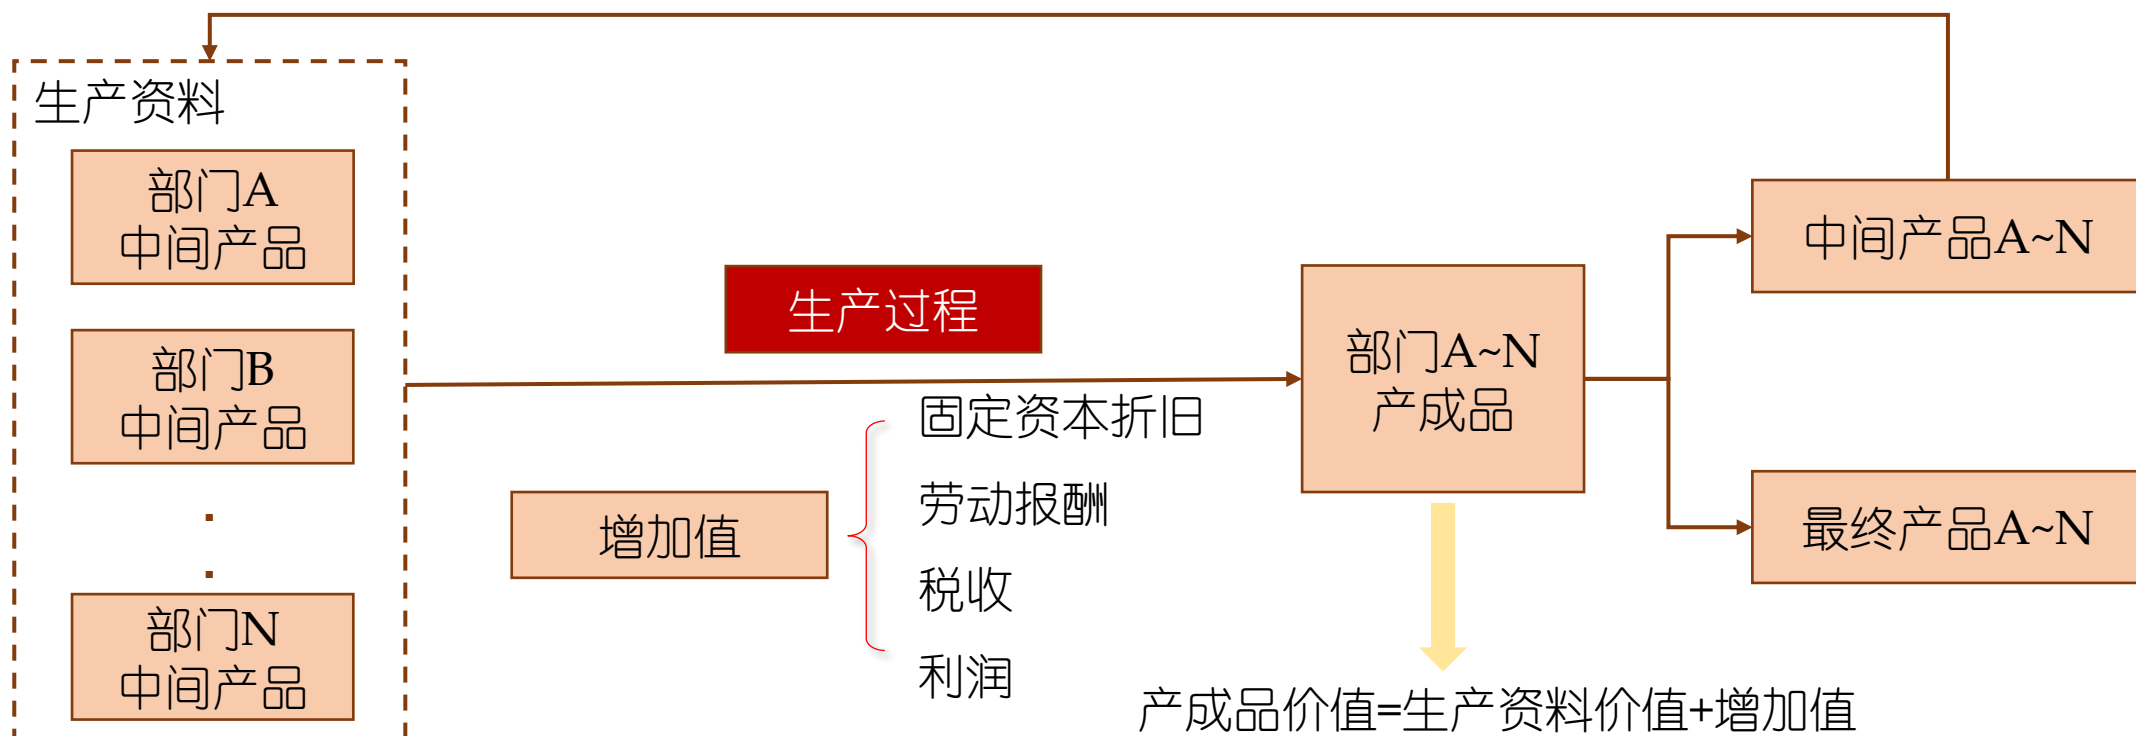 生产资料
部门A
中间产品
部门B
中间产品
部门N
中间产品
生产过程
增加值
固定资本折旧
劳动报酬
税收
利润
部门A~N
产成品
中间产品A~N
最终产品A~N
产成品价值=生产资料价值+增加值